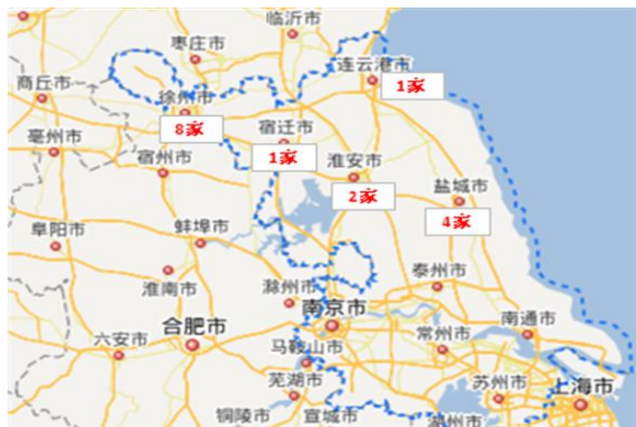 临沂市
枣庄市
连云港市
1家
商丘市
徐州市
8家
宿迁市
1家
亳州市
宿州市
淮安市
2家
盐城市
4家
阜阳市
蚌埠市
淮南市
滁州市
泰州市
南京市
南通市
六安市
合肥市
马鞍山市
常州市
芜湖市
苏州市
上海市
铜陵市
宣城市
湖州市